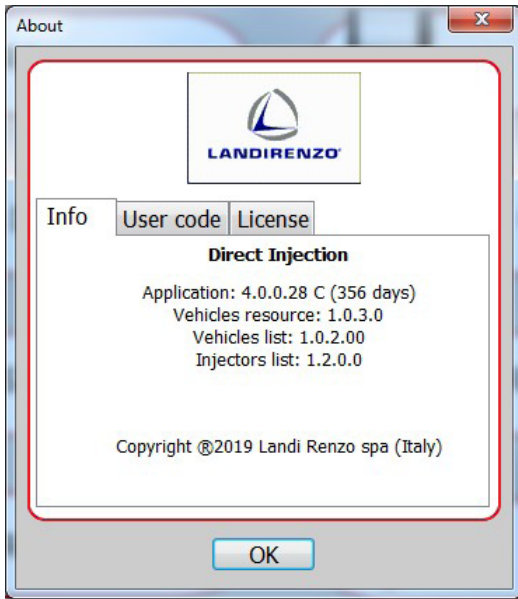 About
LANDIRENZO
Info
User code
License
Direct Injection
Application: 4.0.0.28 C (356 days)
Vehicles resource: 1.0.3.0
Vehicles list: 1.0.2.00
Injectors list: 1.2.0.0
Copyright ®2019 Landi Renzo spa (Italy)
OK